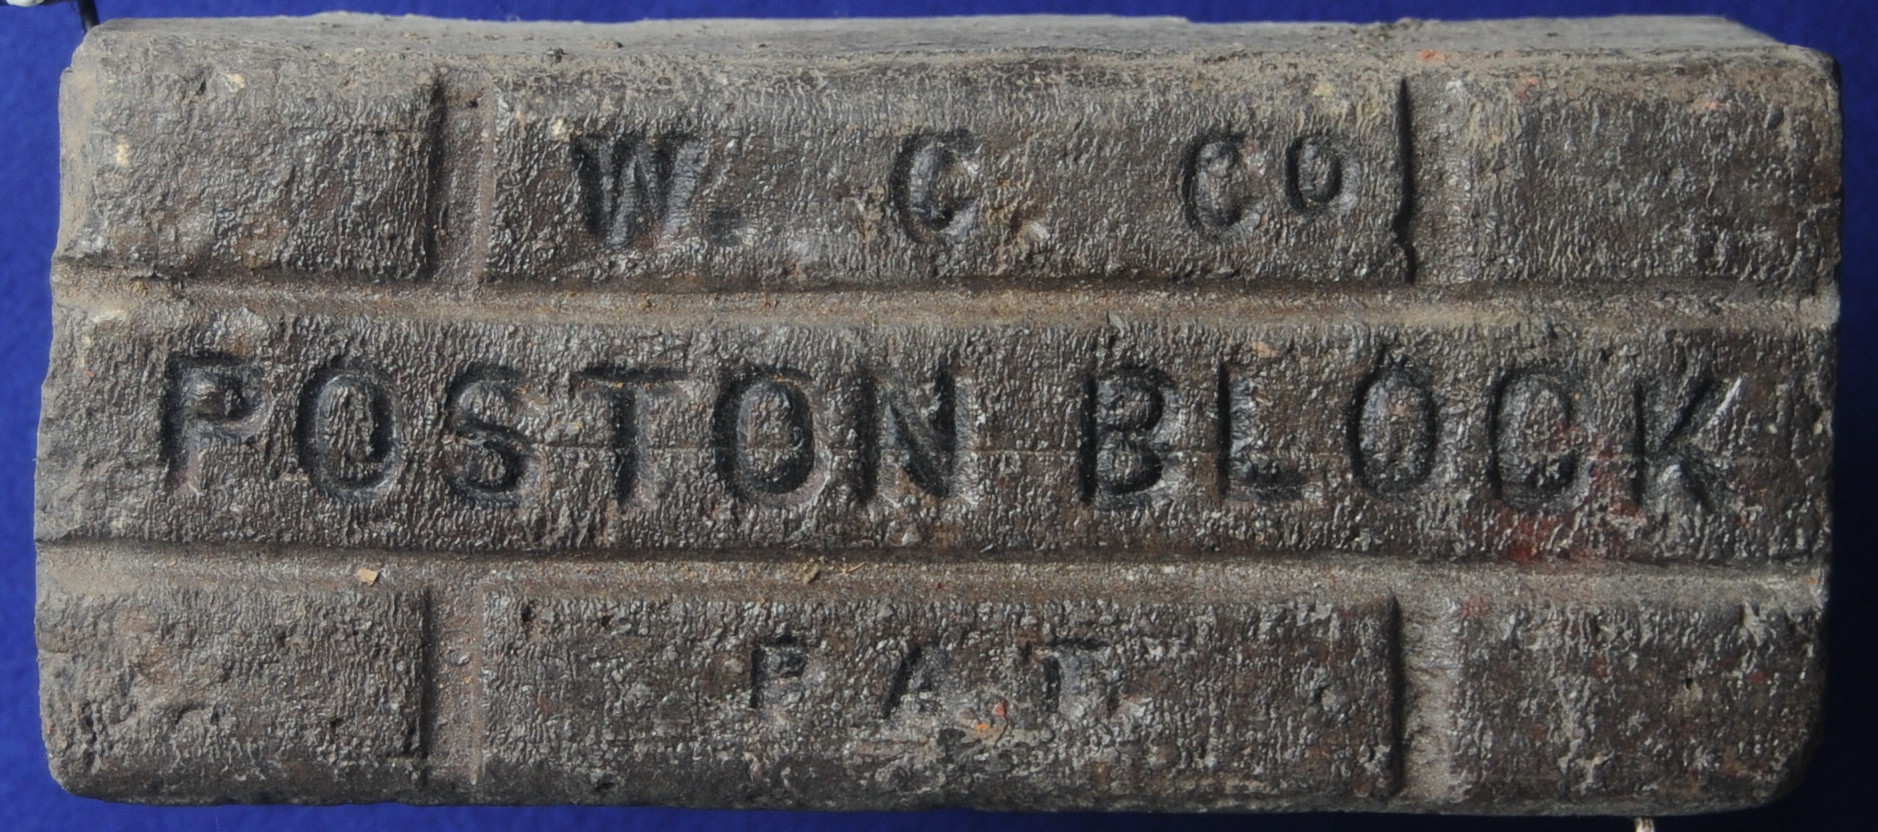 W. C. Co
POSTON BLOCK
PAT.